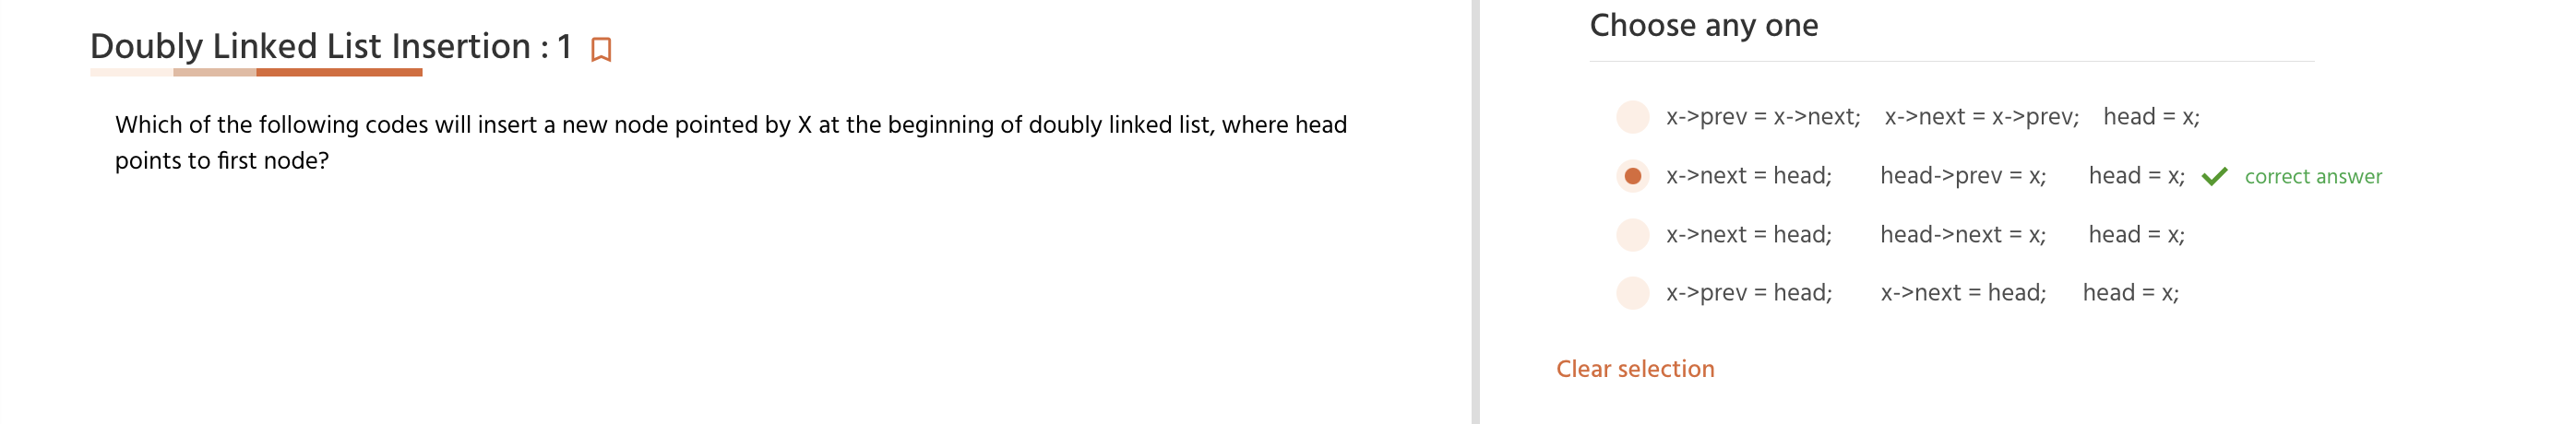 Doubly Linked List Insertion : 1
Which of the following codes will insert a new node pointed by X at the beginning of doubly linked list, where head
points to first node?
Choose any one
x->prev = x->next; x->next = x->prev; head = x;
x->next = head; head->prev = x; head = x; correct answer
x->next = head; head->next = x; head = x;
x->prev = head; x->next = head; head = x;
Clear selection